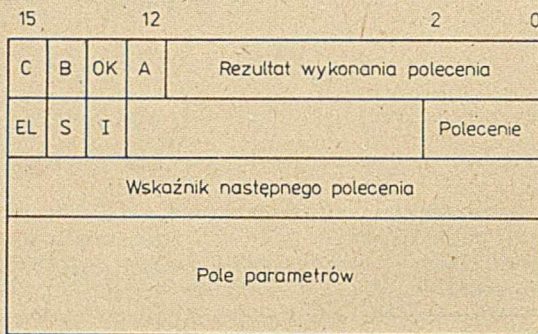 15 12 2 0
C B OK A Rezultat wykonania polecenia
EL S I Polecenie
Wskaźnik następnego polecenia
Pole parametrów